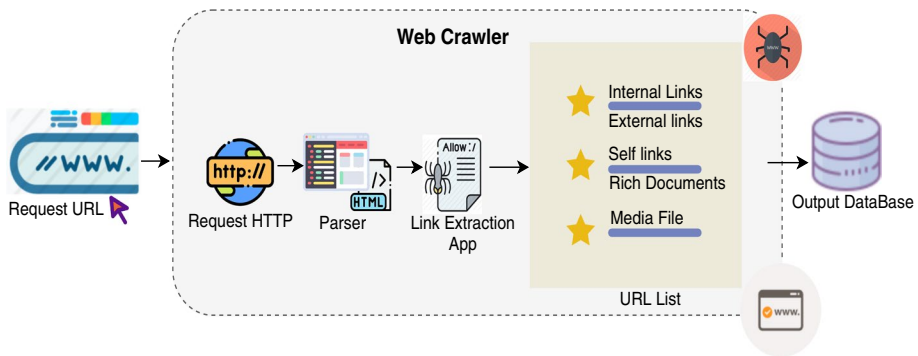 Web Crawler
www
//www.
Request URL
http://
Request HTTP
</>
HTML
Parser
Allow:/
Link Extraction
App
Internal Links
External links
Self links
Rich Documents
Media File
URL List
www.
Output DataBase